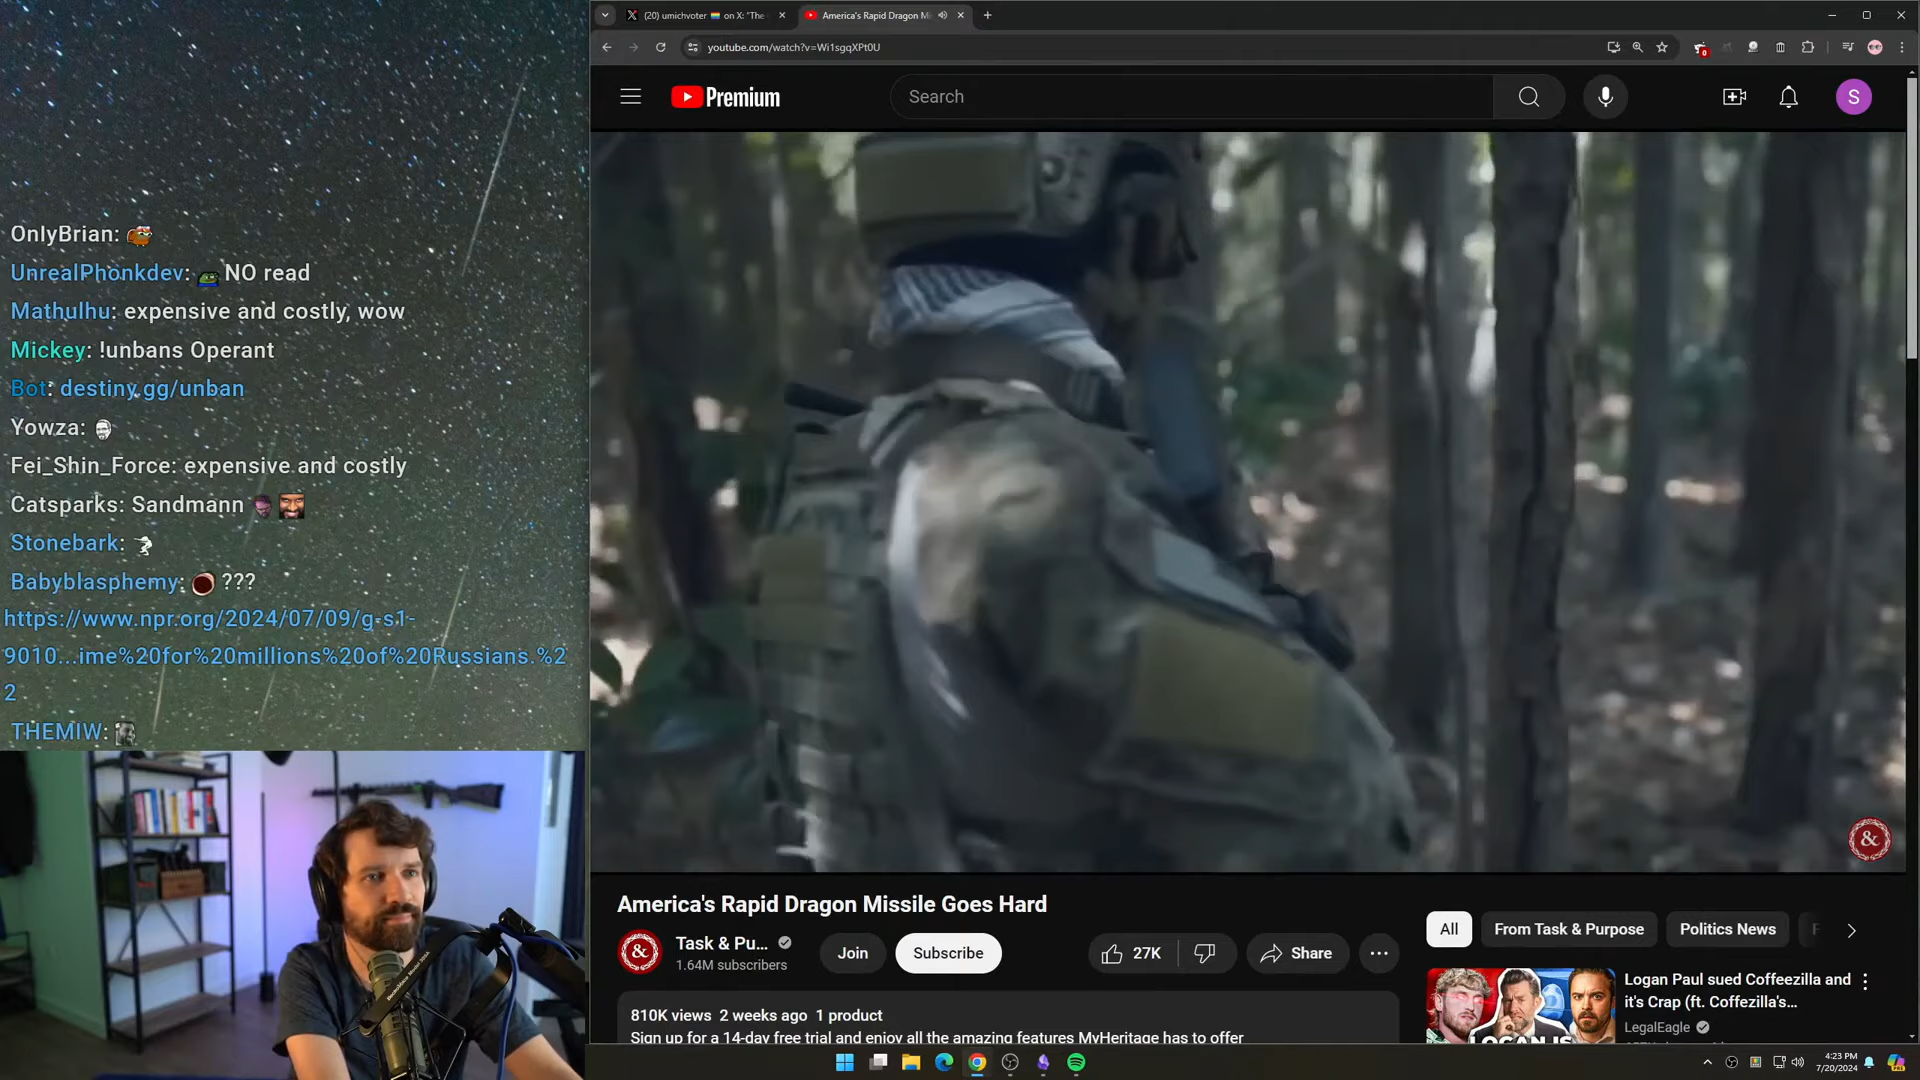 (20) umichvoter on X: "The
America's Rapid Dragon Mi
youtube.com/watch?v=Wi1sgqXPt0U
0
Premium
Search
S
OnlyBrian:
UnrealPhonkdev: NO read
Mathulhu: expensive and costly, wow
Mickey: !unbans Operant
Bot: destiny.gg/unban
Yowza:
Fei_Shin_Force: expensive and costly
Catsparks: Sandmann
Stonebark:
Babyblasphemy: ???
https://www.npr.org/2024/07/09/g-s1-
9010...ime%20for%20millions%20of%20Russians.%2
2
THEMIW:
&
America's Rapid Dragon Missile Goes Hard
&
Task & Pu...
1.64M subscribers
Join
Subscribe
27K
Share
All
From Task & Purpose
Politics News
810K views 2 weeks ago 1 product
Sign up for a 14-day free trial and enjoy all the amazing features MyHeritage has to offer
Logan Paul sued Coffeezilla and
it's Crap (ft. Coffezilla's...
LegalEagle
LOGAN IS
4:23 PM
7/20/2024